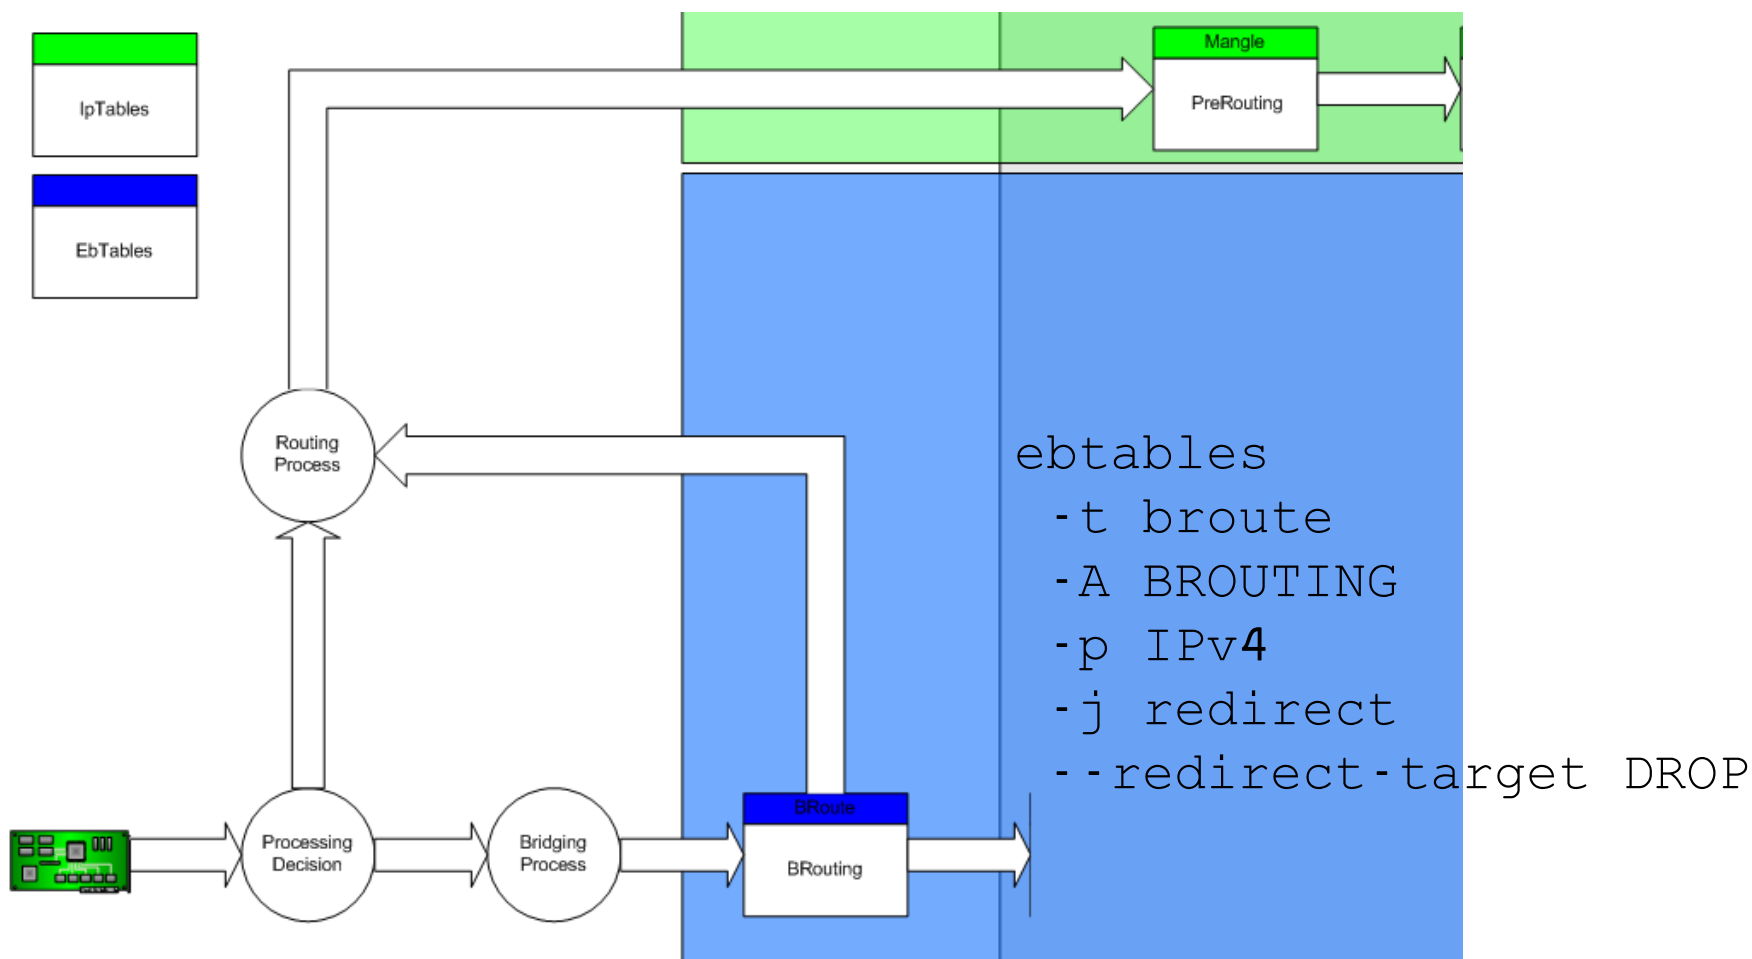 IpTables
EbTables
Mangle
PreRouting
Routing
Process
ebtables
-t broute
-A BROUTING
-p IPv4
-j redirect
--redirect-target DROP
Processing
Decision
Bridging
Process
BRoute
BRouting